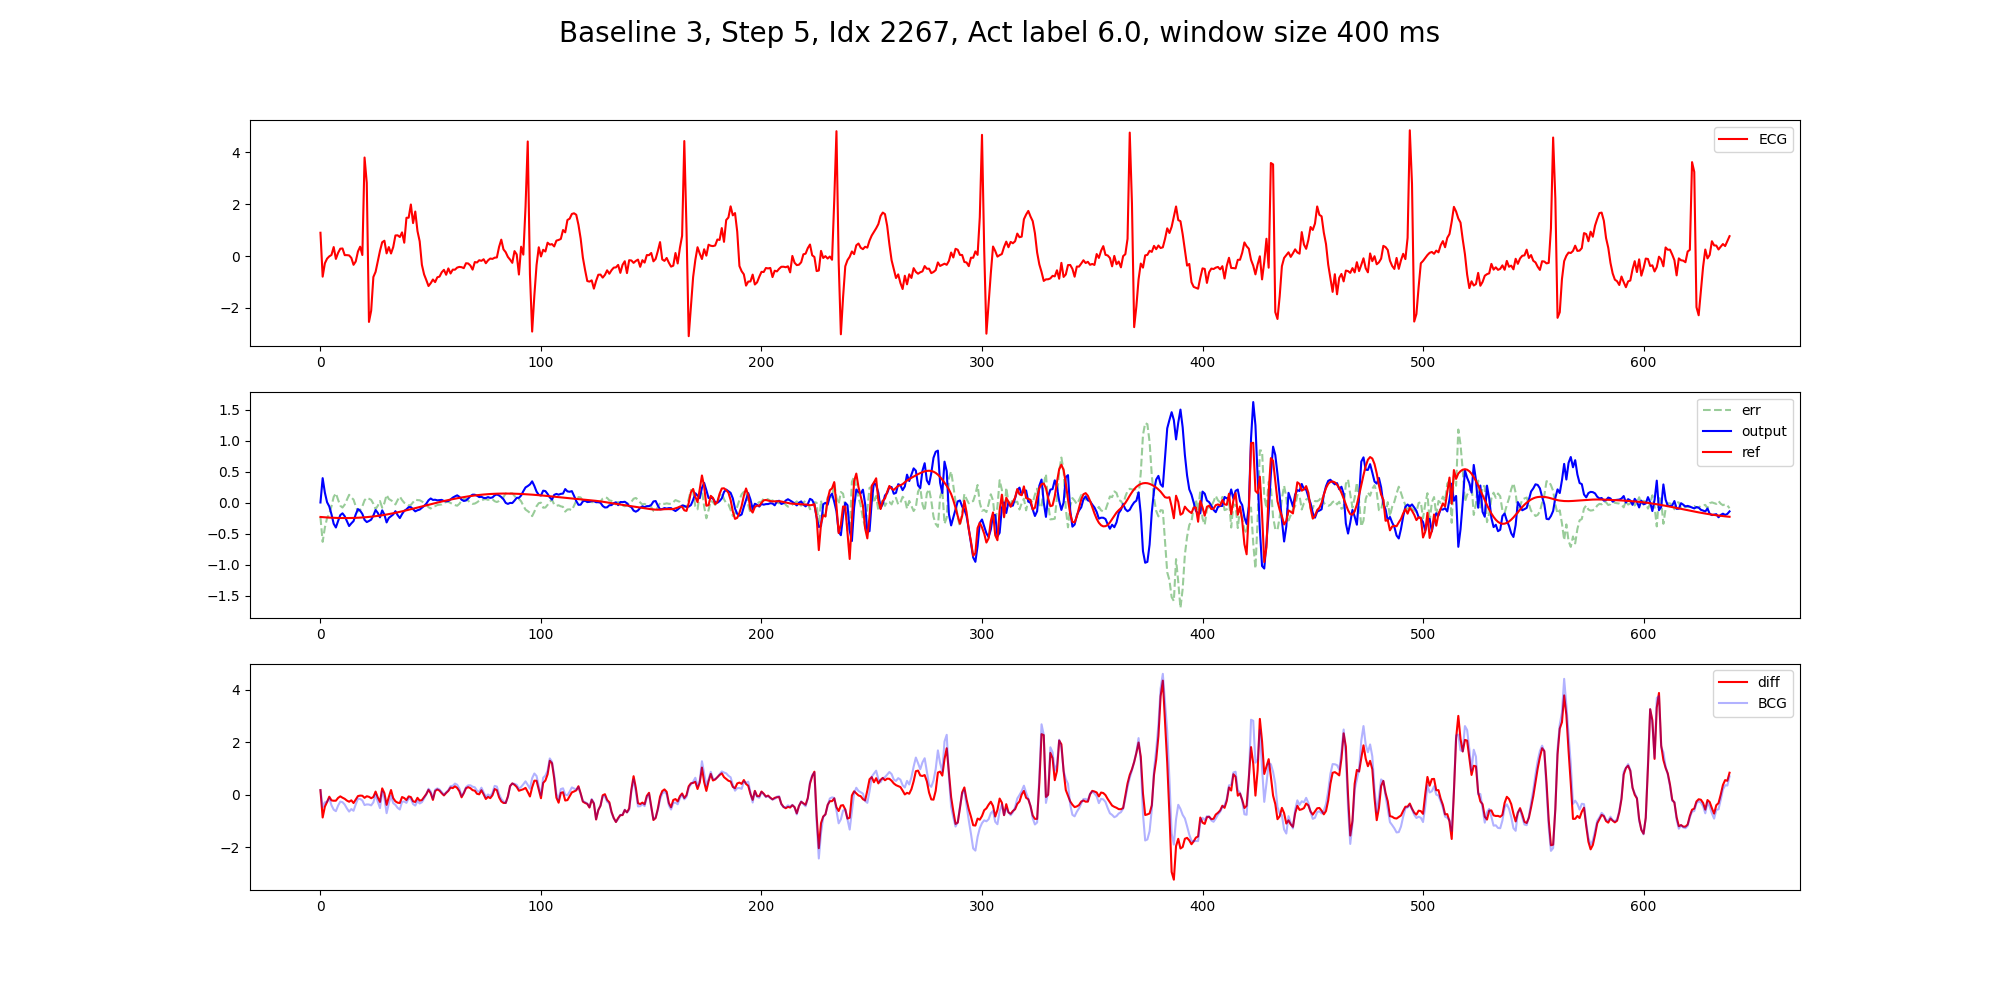 Baseline 3, Step 5, Idx 2267, Act label 6.0, window size 400 ms
ECG
4
2
0
−2
0 100 200 300 400 500 600
err
output
ref
1.5
1.0
0.5
0.0
−0.5
−1.0
−1.5
0 100 200 300 400 500 600
diff
BCG
4
2
0
−2
0 100 200 300 400 500 600